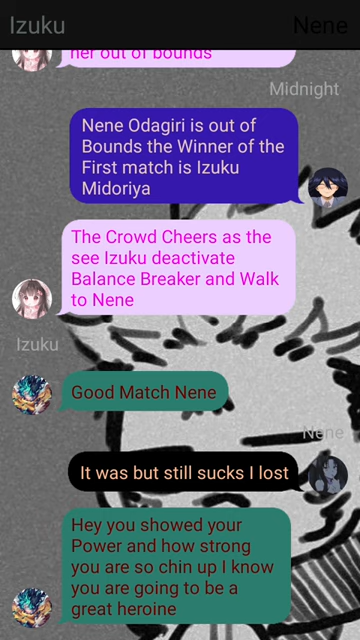 Izuku
Nene
her out of bounds
Midnight
Nene Odagiri is out of
Bounds the Winner of the
First match is Izuku
Midoriya
The Crowd Cheers as the
see Izuku deactivate
Balance Breaker and Walk
to Nene
Izuku
Good Match Nene
Nene
It was but still sucks I lost
Hey you showed your
Power and how strong
you are so chin up I know
you are going to be a
great heroine